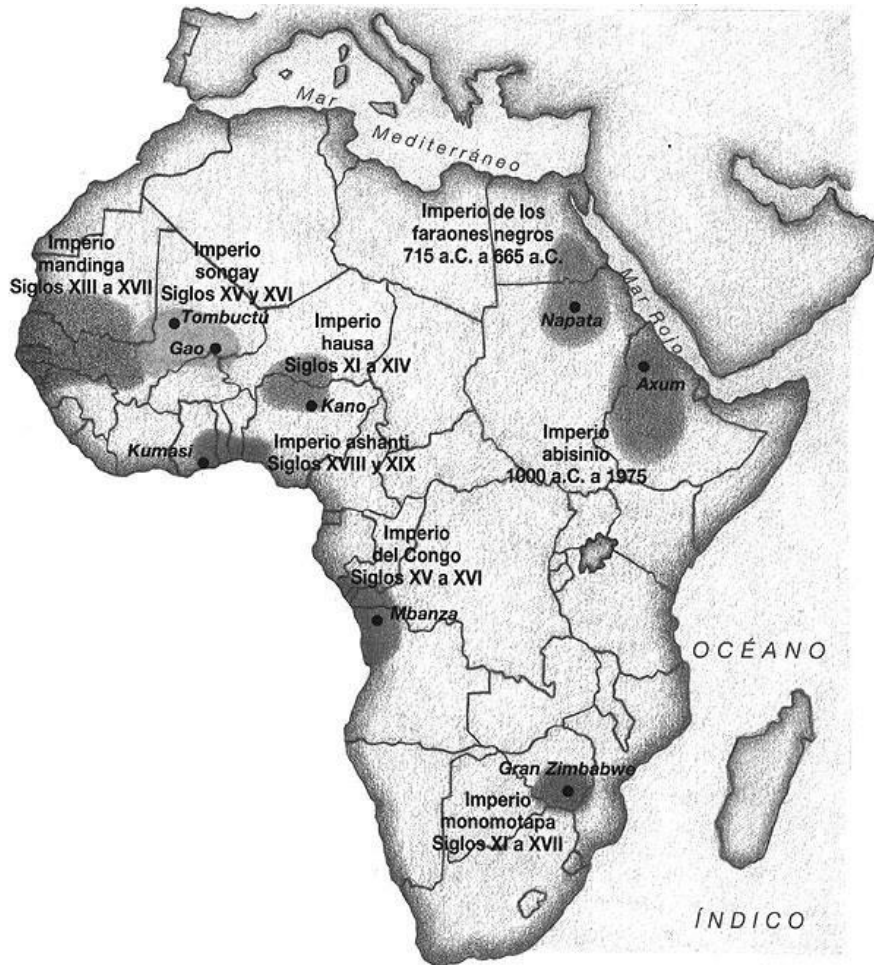 Mar
Mediterráneo
Imperio de los
faraones negros
715 a.C. a 665 a.C.
Imperio
mandinga
Siglos XIII a XVII
Imperio
songay
Siglos XV y XVI
Tombuctú
Gao
Mar Rojo
Napata
Imperio
hausa
Siglos XI a XIV
Kano
Axum
Kumasi
Imperio ashanti
Siglos XVIII y XIX
Imperio
abisinio
1000 a.C. a 1975
Imperio
del Congo
Siglos XV a XVI
Mbanza
OCÉANO
Gran Zimbabwe
Imperio
monomotapa
Siglos XI a XVII
ÍNDICO